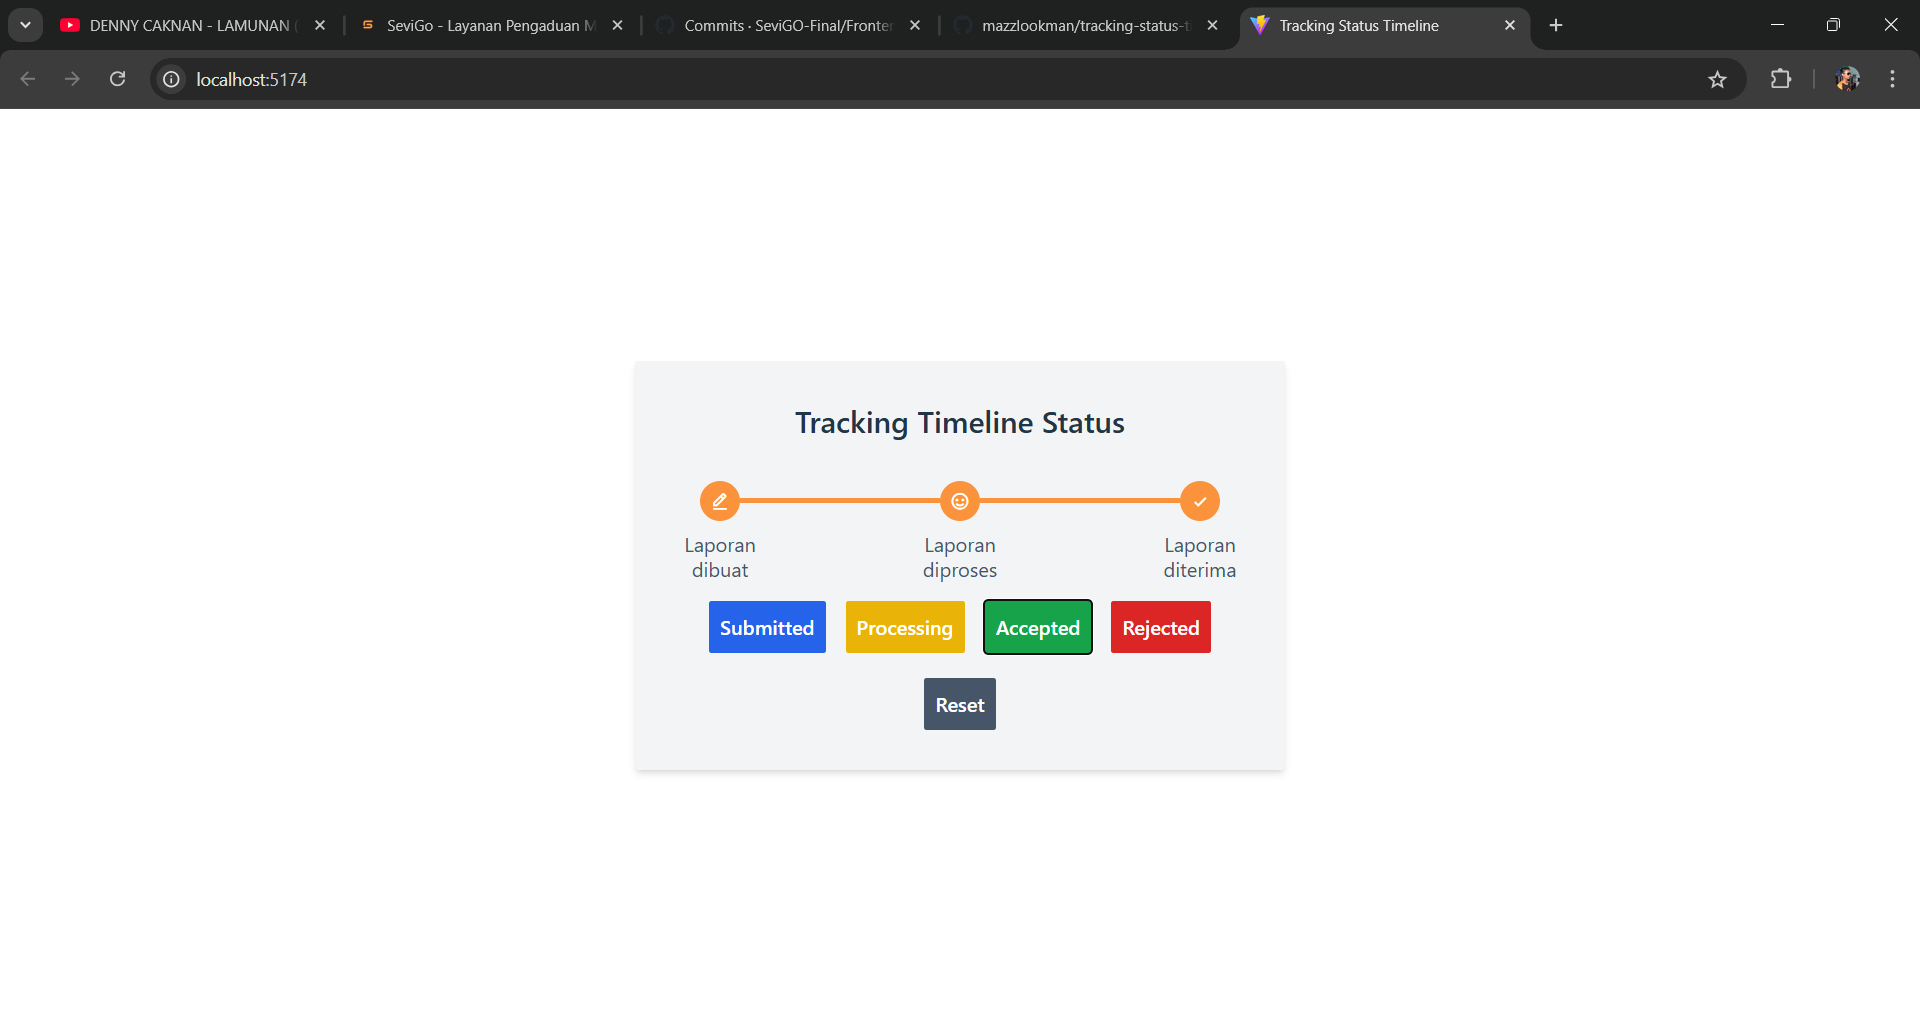 DENNY CAKNAN - LAMUNAN (
SeviGo - Layanan Pengaduan M
Commits · SeviGO-Final/Fronter
mazzlookman/tracking-status-t
Tracking Status Timeline
localhost:5174
Tracking Timeline Status
Laporan
dibuat
Laporan
diproses
Laporan
diterima
Submitted
Processing
Accepted
Rejected
Reset